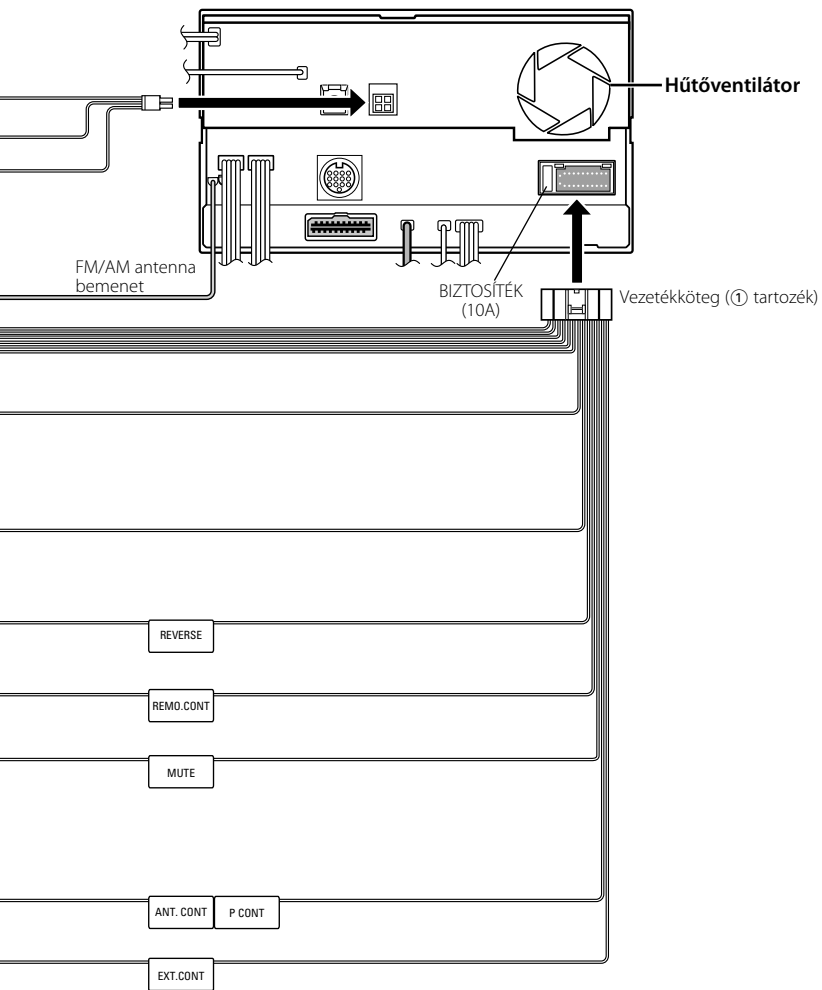 Hűtőventilátor
FM/AM antenna
bemenet
BIZTOSÍTÉK
(10A)
Vezetékköteg (① tartozék)
REVERSE
REMO.CONT
MUTE
ANT. CONT
P CONT
EXT.CONT